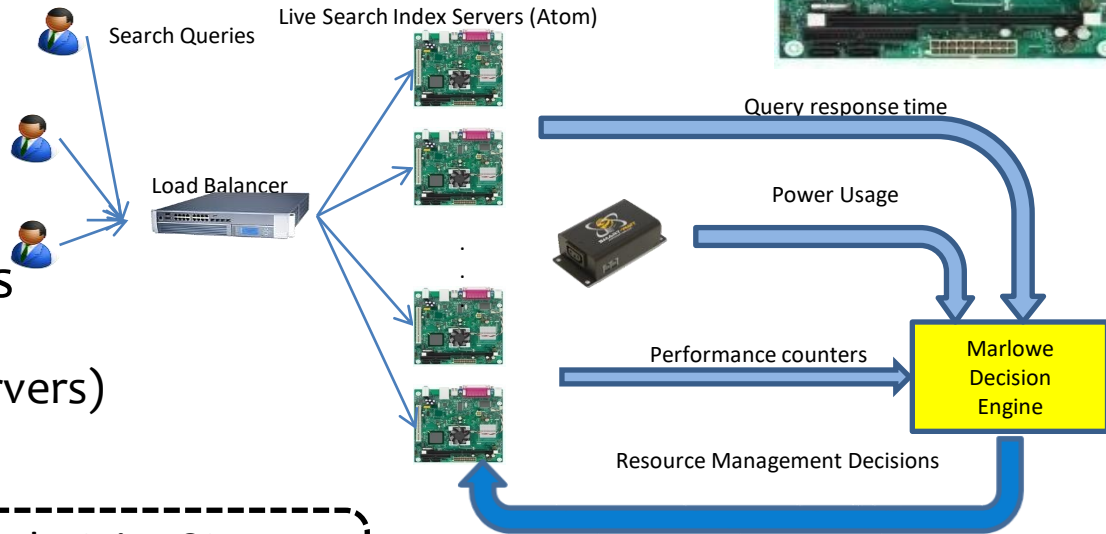 Live Search Index Servers (Atom)
Search Queries
Query response time
Load Balancer
Power Usage
.
.
s
rvers)
Performance counters
Marlowe
Decision
Engine
Resource Management Decisions